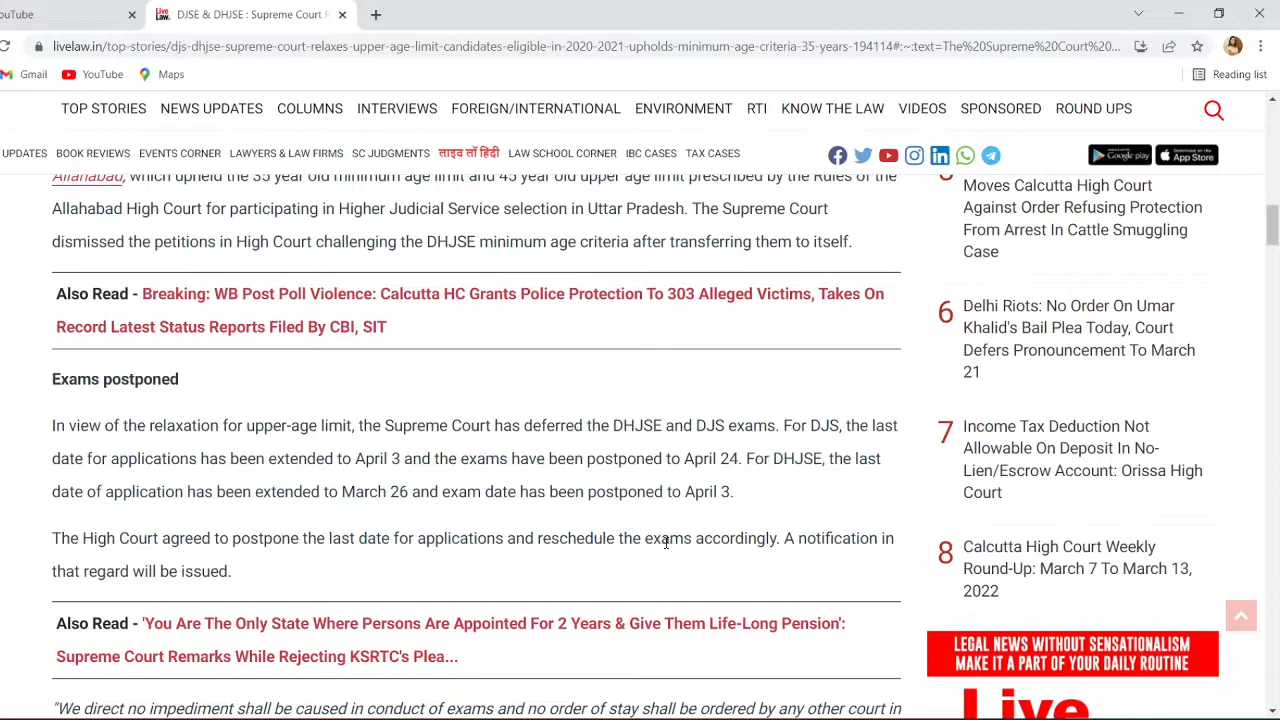 ouTube
DJSE & DHJSE : Supreme Court R
livelaw.in/top-stories/djs-dhjse-supreme-court-relaxes-upper-age-limit-candidates-eligible-in-2020-2021-upholds-minimum-age-criteria-35-years-194114#:~:text=The%20Supreme%20Court%20...
Gmail YouTube Maps Reading list
TOP STORIES NEWS UPDATES COLUMNS INTERVIEWS FOREIGN/INTERNATIONAL ENVIRONMENT RTI KNOW THE LAW VIDEOS SPONSORED ROUND UPS
UPDATES BOOK REVIEWS EVENTS CORNER LAWYERS & LAW FIRMS SC JUDGMENTS लाइव लॉ हिंदी LAW SCHOOL CORNER IBC CASES TAX CASES
Google play App Store
Allahabad, which upheld the 35 year old minimum age limit and 45 year old upper age limit prescribed by the Rules of the
Allahabad High Court for participating in Higher Judicial Service selection in Uttar Pradesh. The Supreme Court
dismissed the petitions in High Court challenging the DHJSE minimum age criteria after transferring them to itself.
Also Read - Breaking: WB Post Poll Violence: Calcutta HC Grants Police Protection To 303 Alleged Victims, Takes On
Record Latest Status Reports Filed By CBI, SIT
Exams postponed
In view of the relaxation for upper-age limit, the Supreme Court has deferred the DHJSE and DJS exams. For DJS, the last
date for applications has been extended to April 3 and the exams have been postponed to April 24. For DHJSE, the last
date of application has been extended to March 26 and exam date has been postponed to April 3.
The High Court agreed to postpone the last date for applications and reschedule the exams accordingly. A notification in
that regard will be issued.
Also Read - 'You Are The Only State Where Persons Are Appointed For 2 Years & Give Them Life-Long Pension':
Supreme Court Remarks While Rejecting KSRTC's Plea...
"We direct no impediment shall be caused in conduct of exams and no order of stay shall be ordered by any other court in
Moves Calcutta High Court
Against Order Refusing Protection
From Arrest In Cattle Smuggling
Case
6 Delhi Riots: No Order On Umar
Khalid's Bail Plea Today, Court
Defers Pronouncement To March
21
7 Income Tax Deduction Not
Allowable On Deposit In No-
Lien/Escrow Account: Orissa High
Court
8 Calcutta High Court Weekly
Round-Up: March 7 To March 13,
2022
LEGAL NEWS WITHOUT SENSATIONALISM
MAKE IT A PART OF YOUR DAILY ROUTINE
Live